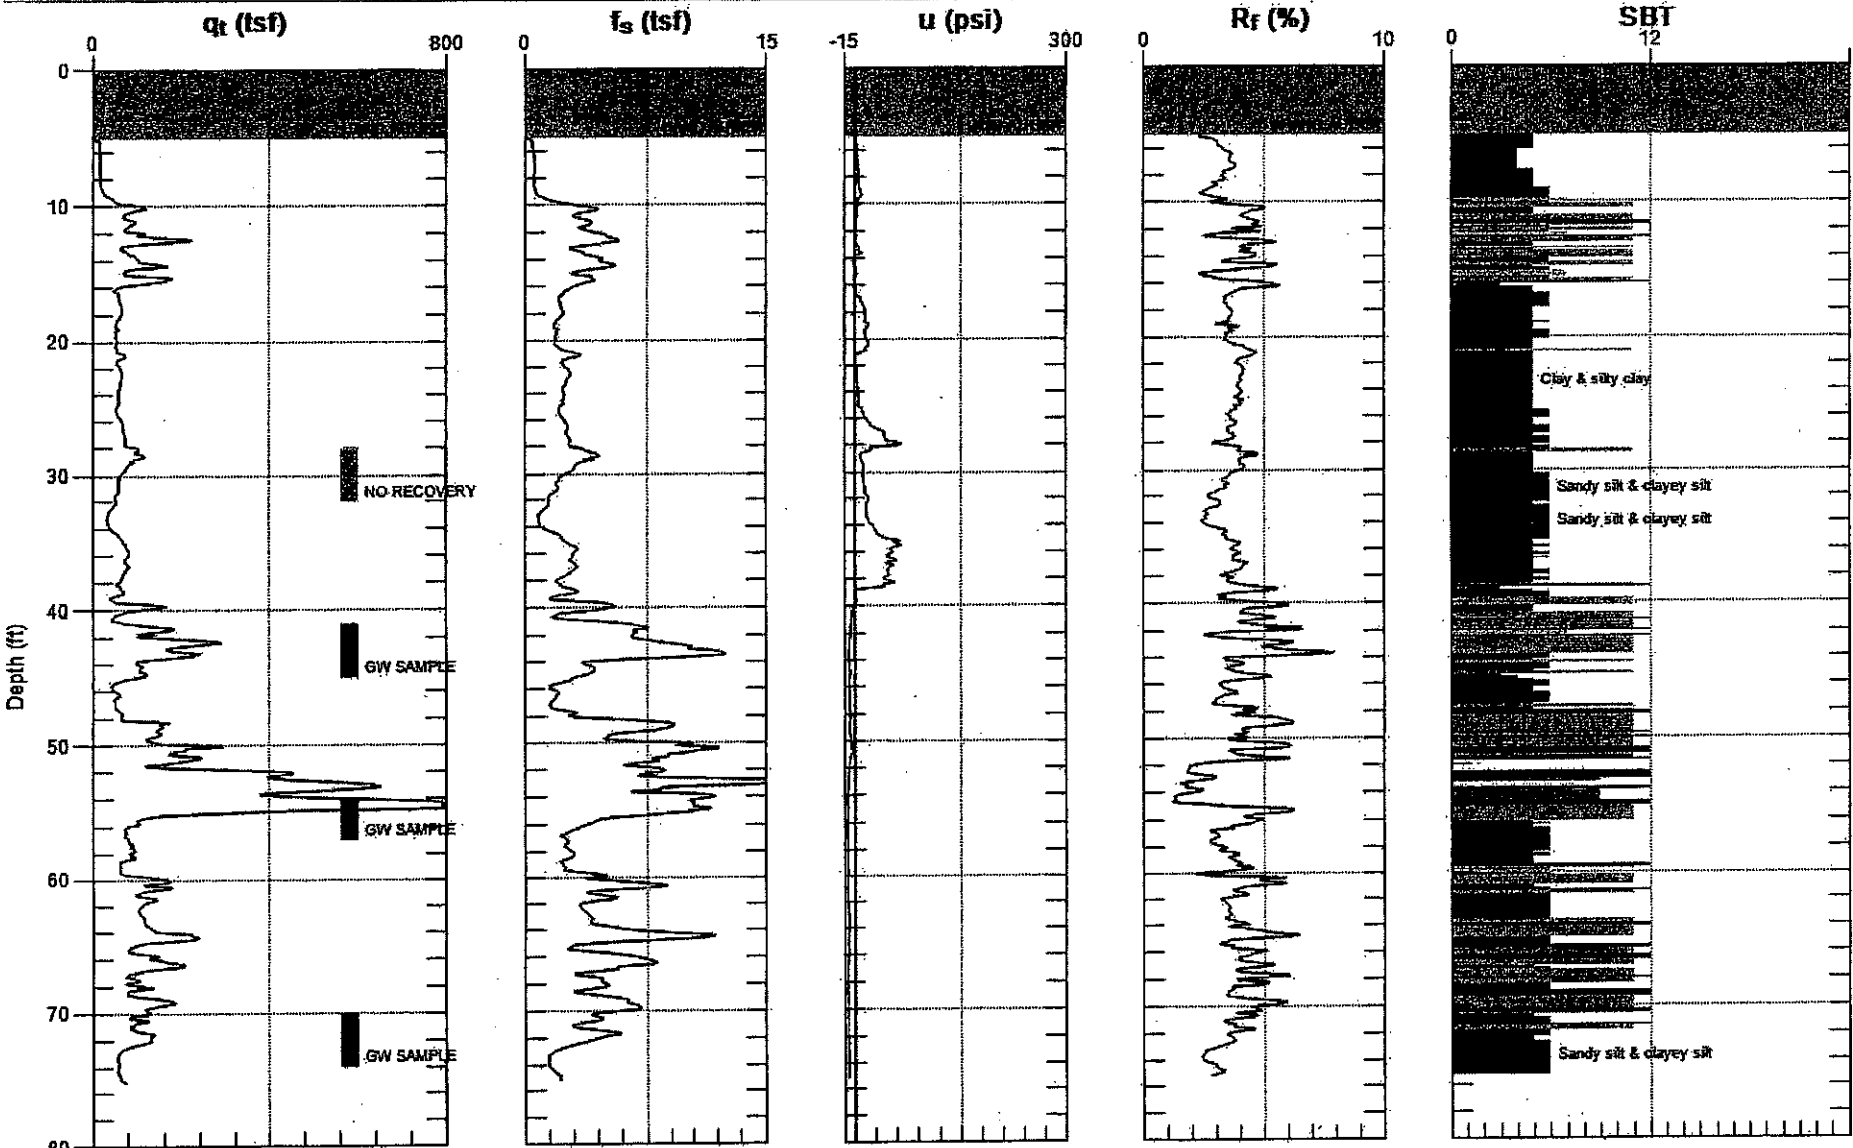 qt (tsf)
fs (tsf)
u (psi)
Rf (%)
SBT
0
800
0
15
-15
300
0
10
0
12
0
10
20
Clay & silty clay
30
NO RECOVERY
Sandy silt & clayey silt
Sandy silt & clayey silt
40
GW SAMPLE
Depth (ft)
50
GW SAMPLE
60
70
GW SAMPLE
Sandy silt & clayey silt
80